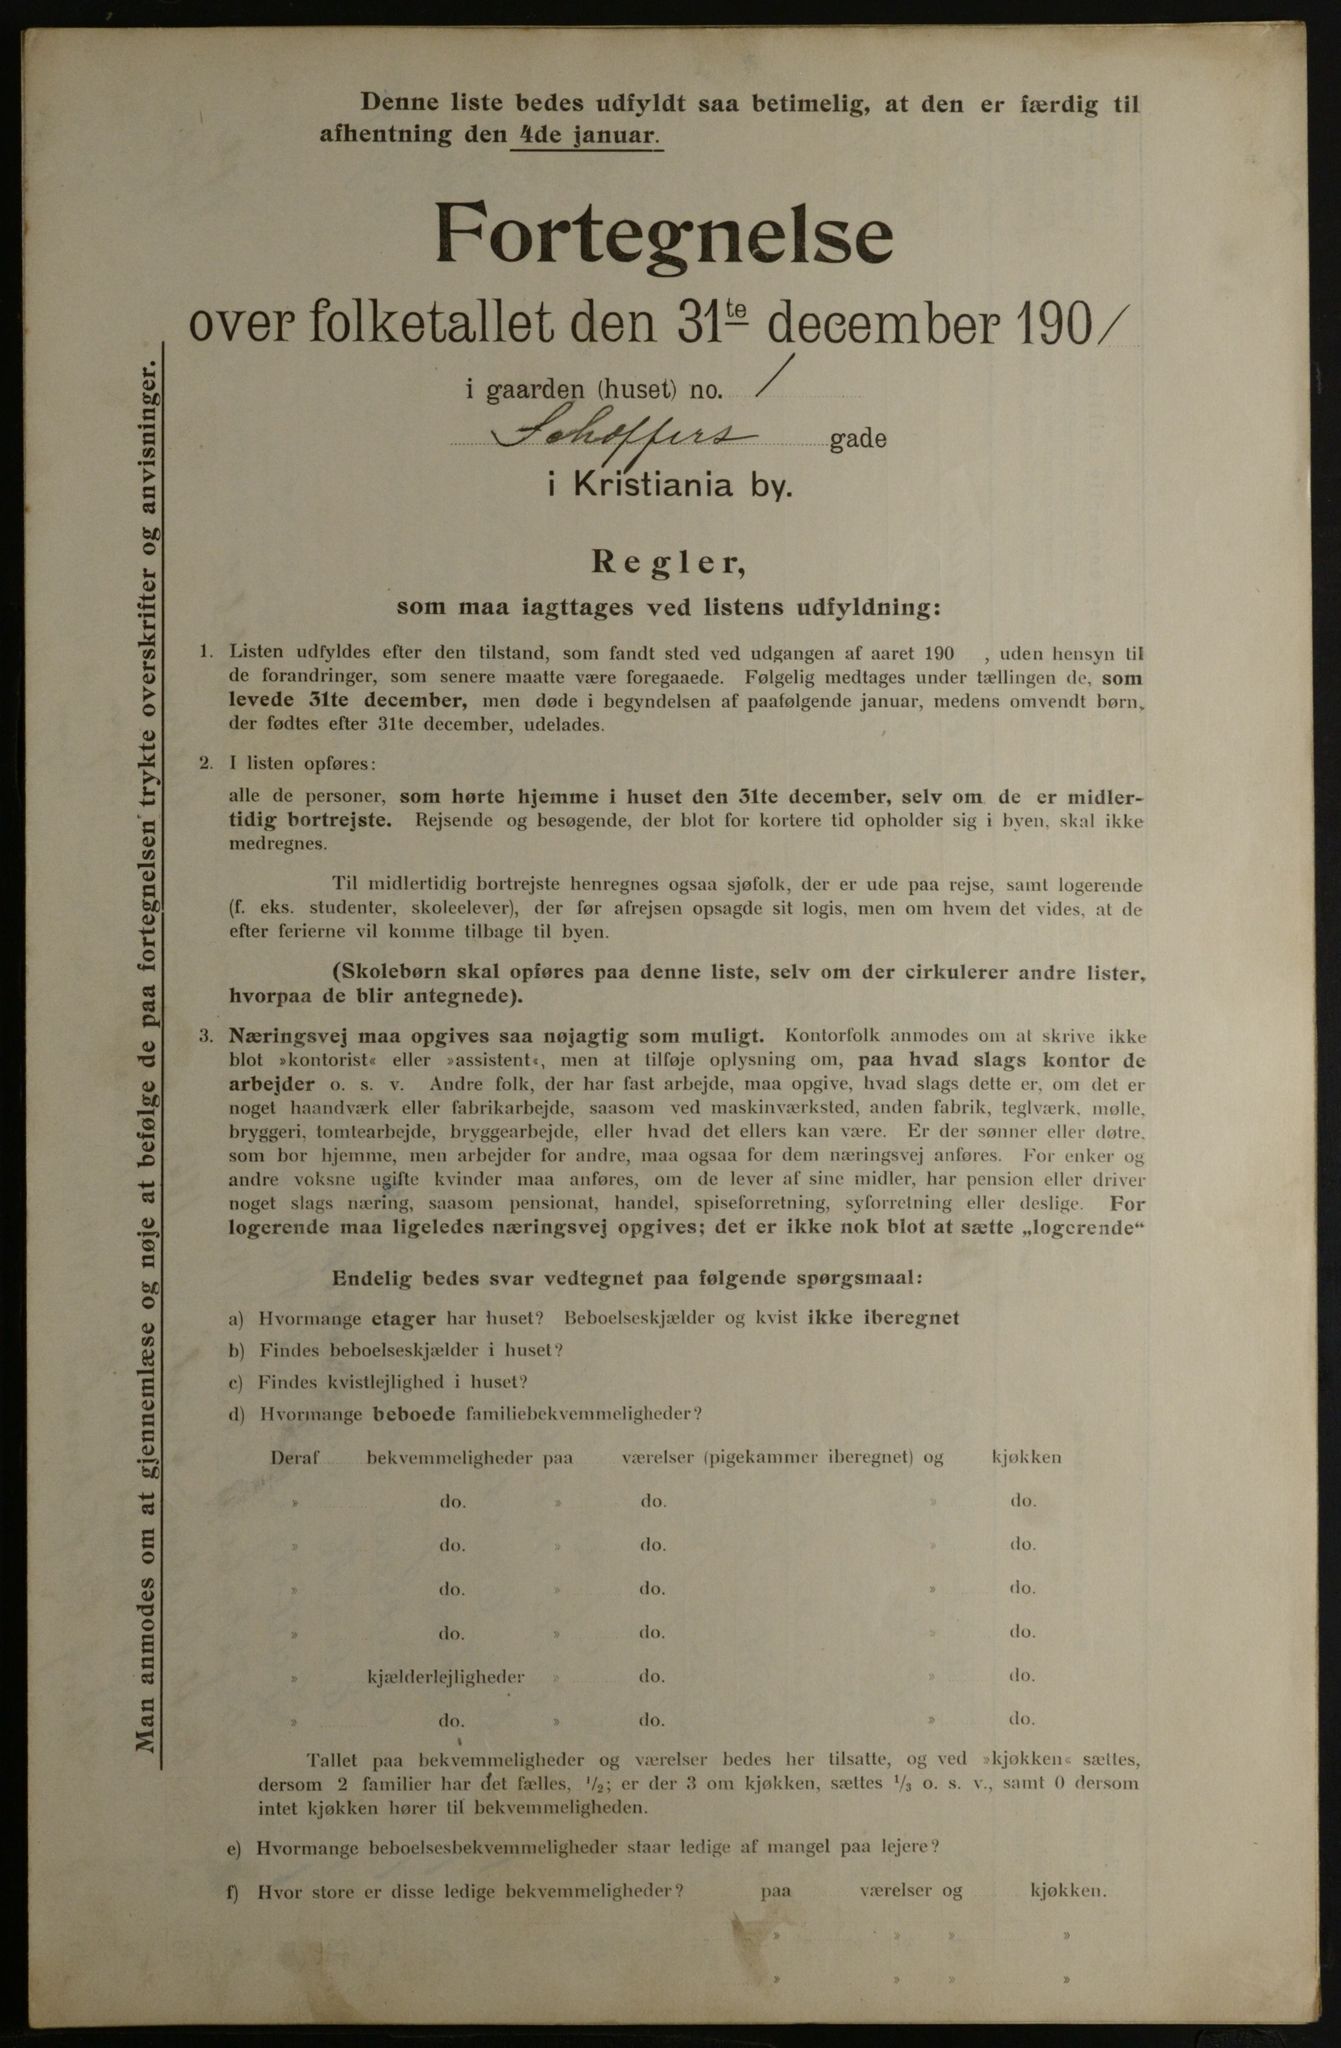 Denne liste bedes udfyldt saa betimelig, at den er færdig til
afhentning den 4de januar.
Fortegnelse
over folketallet den 31te december 1901
i gaarden (huset) no. 1
Schoffers gade
i Kristiania by.
Regler,
som maa iagttages ved listens udfyldning:
1. Listen udfyldes efter den tilstand, som fandt sted ved udgangen af aaret 190 , uden hensyn til
de forandringer, som senere maatte være foregaaede. Følgelig medtages under tællingen de, som
levede 31te december, men døde i begyndelsen af paafølgende januar, medens omvendt børn,
der fødtes efter 31te december, udelades.
2. I listen opføres:
alle de personer, som hørte hjemme i huset den 31te december, selv om de er midler-
tidig bortrejste. Rejsende og besøgende, der blot for kortere tid opholder sig i byen, skal ikke
medregnes.
Til midlertidig bortrejste henregnes ogsaa sjøfolk, der er ude paa rejse, samt logerende
(f. eks. studenter, skoleelever), der før afrejsen opsagde sit logis, men om hvem det vides, at de
efter ferierne vil komme tilbage til byen.
(Skolebørn skal opføres paa denne liste, selv om der cirkulerer andre lister,
hvorpaa de blir antegnede).
3. Næringsvej maa opgives saa nøjagtig som muligt. Kontorfolk anmodes om at skrive ikke
blot »kontorist« eller »assistent«, men at tilføje oplysning om, paa hvad slags kontor de
arbejder o. s. v. Andre folk, der har fast arbejde, maa opgive, hvad slags dette er, om det er
noget haandværk eller fabrikarbejde, saasom ved maskinværksted, anden fabrik, teglværk, mølle,
bryggeri, tomtearbejde, bryggearbejde, eller hvad det ellers kan være. Er der sønner eller døtre,
som bor hjemme, men arbejder for andre, maa ogsaa for dem næringsvej anføres. For enker og
andre voksne ugifte kvinder maa anføres, om de lever af sine midler, har pension eller driver
noget slags næring, saasom pensionat, handel, spiseforretning, syforretning eller deslige. For
logerende maa ligeledes næringsvej opgives; det er ikke nok blot at sætte „logerende“
Endelig bedes svar vedtegnet paa følgende spørgsmaal:
a) Hvormange etager har huset? Beboelseskjælder og kvist ikke iberegnet
b) Findes beboelseskjælder i huset?
c) Findes kvistlejlighed i huset?
d) Hvormange beboede familiebekvemmeligheder?
Deraf bekvemmeligheder paa værelser (pigekammer iberegnet) og kjøkken
» do. » do. » do.
» do. » do. » do.
» do. » do. » do.
» do. » do. » do.
» kjælderlejligheder » do. » do.
» do. » do. » do.
Tallet paa bekvemmeligheder og værelser bedes her tilsatte, og ved »kjøkken« sættes,
dersom 2 familier har det fælles, 1/2; er der 3 om kjøkken, sættes 1/3 o. s. v., samt 0 dersom
intet kjøkken hører til bekvemmeligheden.
e) Hvormange beboelsesbekvemmeligheder staar ledige af mangel paa lejere?
f) Hvor store er disse ledige bekvemmeligheder? paa værelser og kjøkken.
» » » »
» » » »
Man anmodes om at gjennemlæse og nøje at befølge de paa fortegnelsen trykte overskrifter og anvisninger.